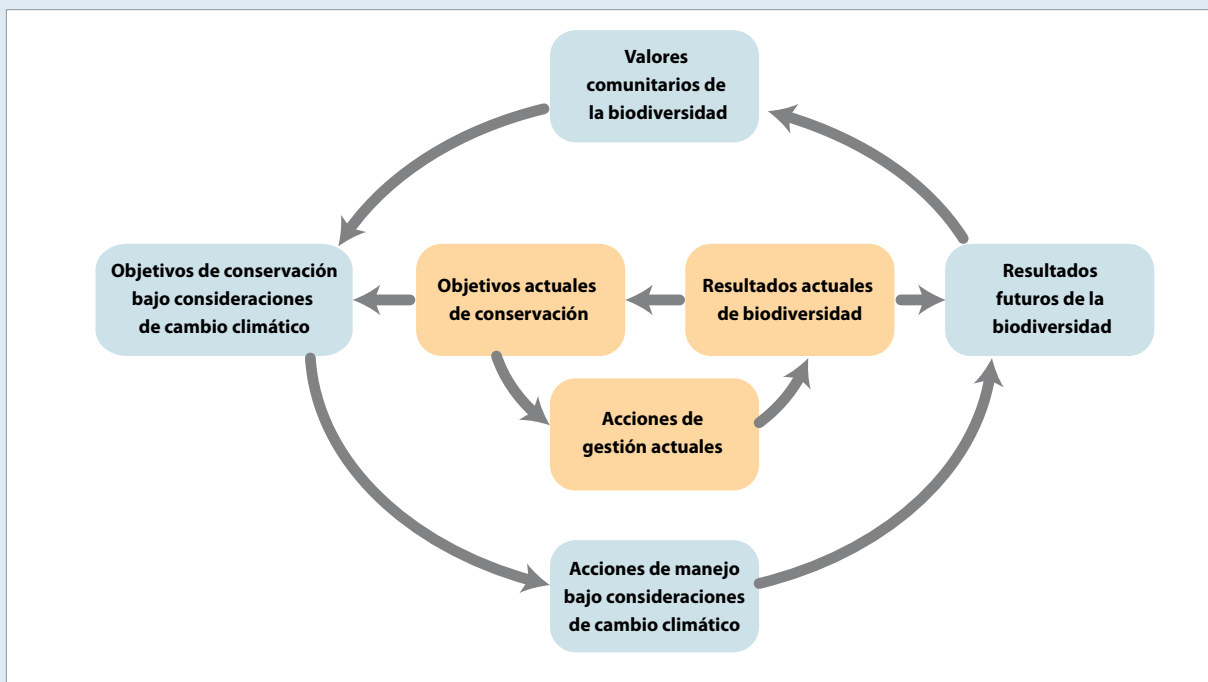 Valores
comunitarios de
la biodiversidad
Objetivos de conservación
bajo consideraciones
de cambio climático
Objetivos actuales
de conservación
Resultados actuales
de biodiversidad
Resultados
futuros de la
biodiversidad
Acciones de
gestión actuales
Acciones de manejo
bajo consideraciones
de cambio climático